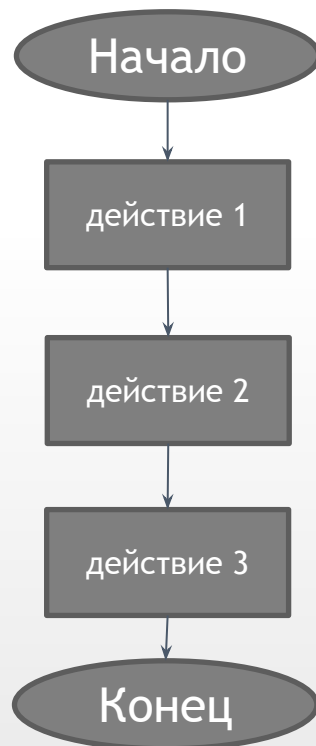 Начало
действие 1
действие 2
действие 3
Конец